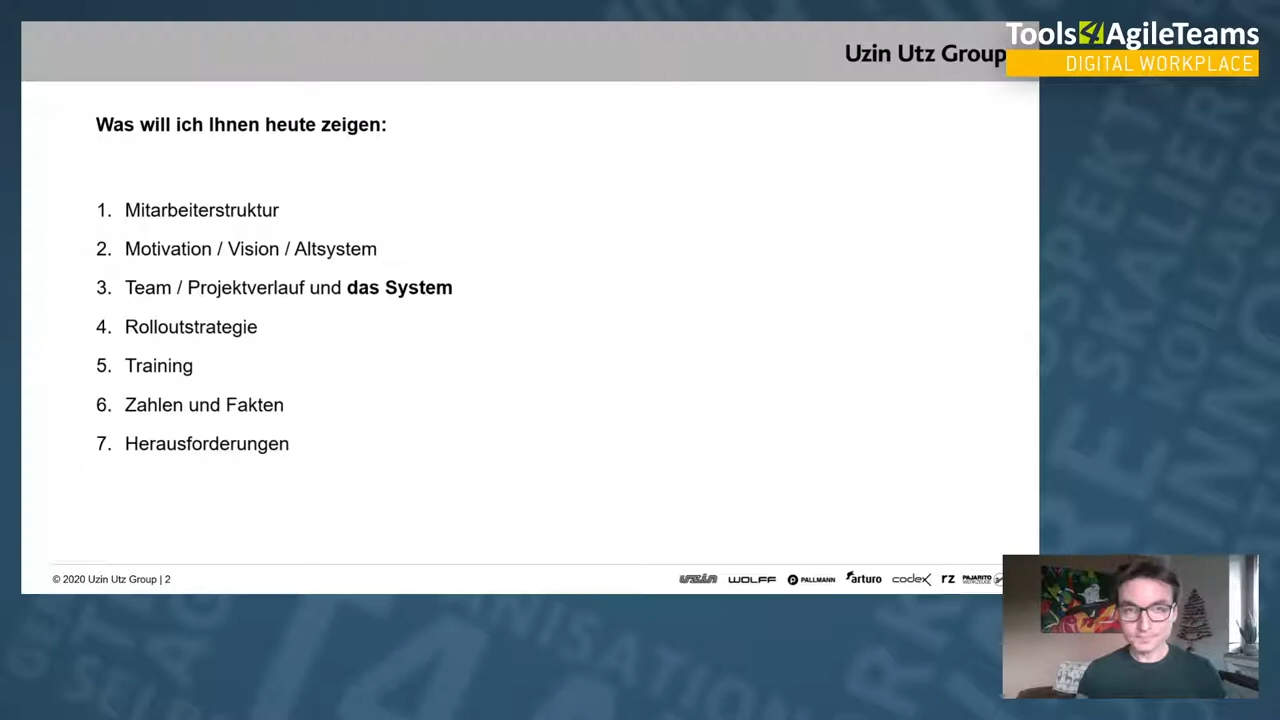 Tools4AgileTeams
DIGITAL WORKPLACE
Uzin Utz Group
Was will ich Ihnen heute zeigen:
1. Mitarbeiterstruktur
2. Motivation / Vision / Altsystem
3. Team / Projektverlauf und das System
4. Rolloutstrategie
5. Training
6. Zahlen und Fakten
7. Herausforderungen
© 2020 Uzin Utz Group | 2
UZIN WOLFF PALLMANN arturo codex rz PAJARITO WERKZEUGE